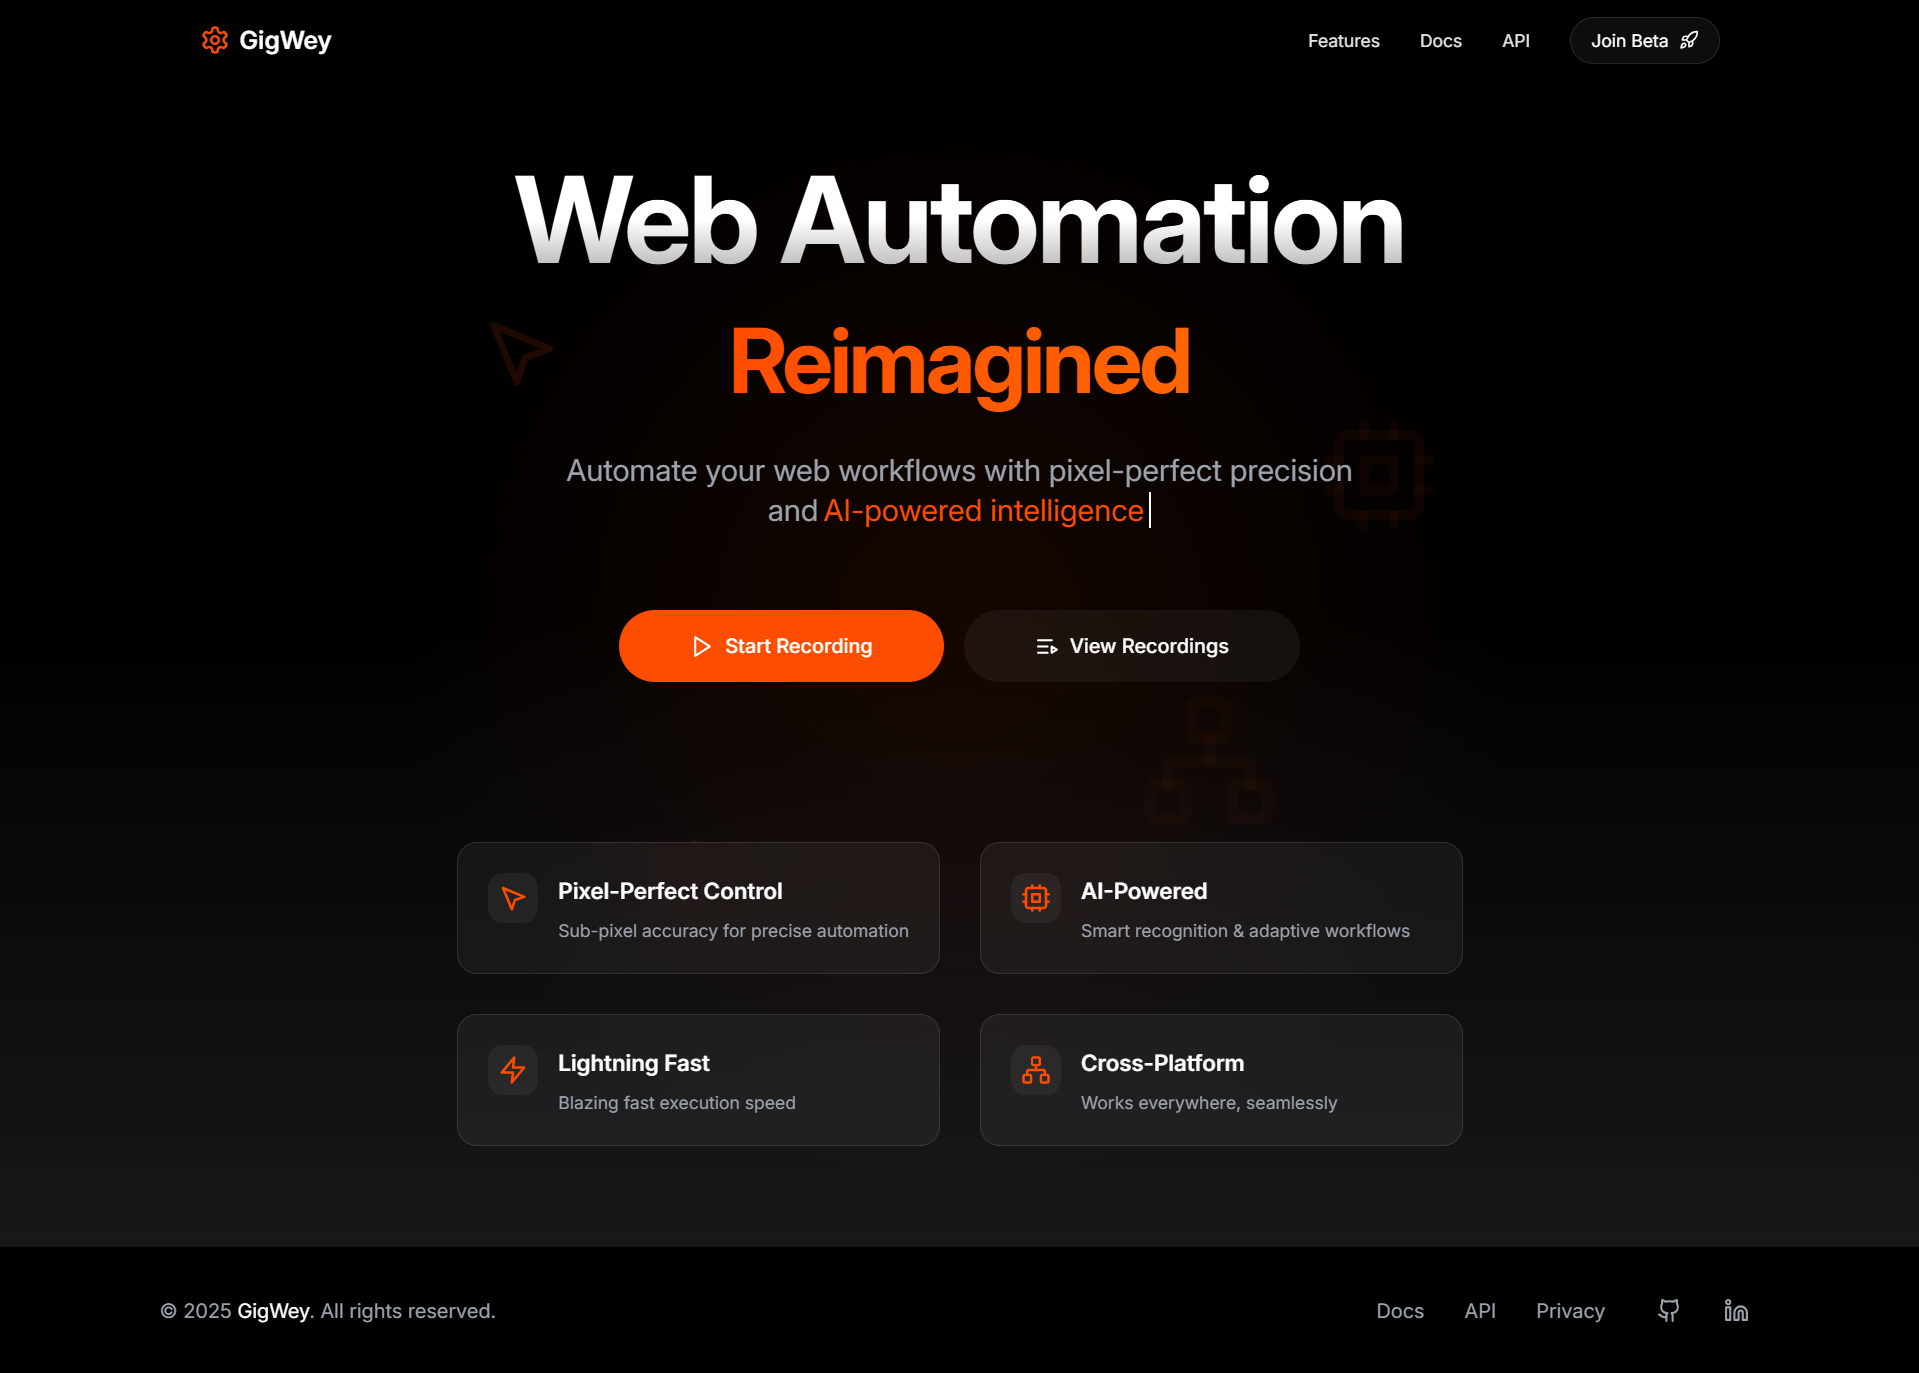 GigWey
Features Docs API Join Beta
Web Automation
Reimagined
Automate your web workflows with pixel-perfect precision
and AI-powered intelligence
Start Recording View Recordings
Pixel-Perfect Control
Sub-pixel accuracy for precise automation
AI-Powered
Smart recognition & adaptive workflows
Lightning Fast
Blazing fast execution speed
Cross-Platform
Works everywhere, seamlessly
© 2025 GigWey. All rights reserved.
Docs API Privacy